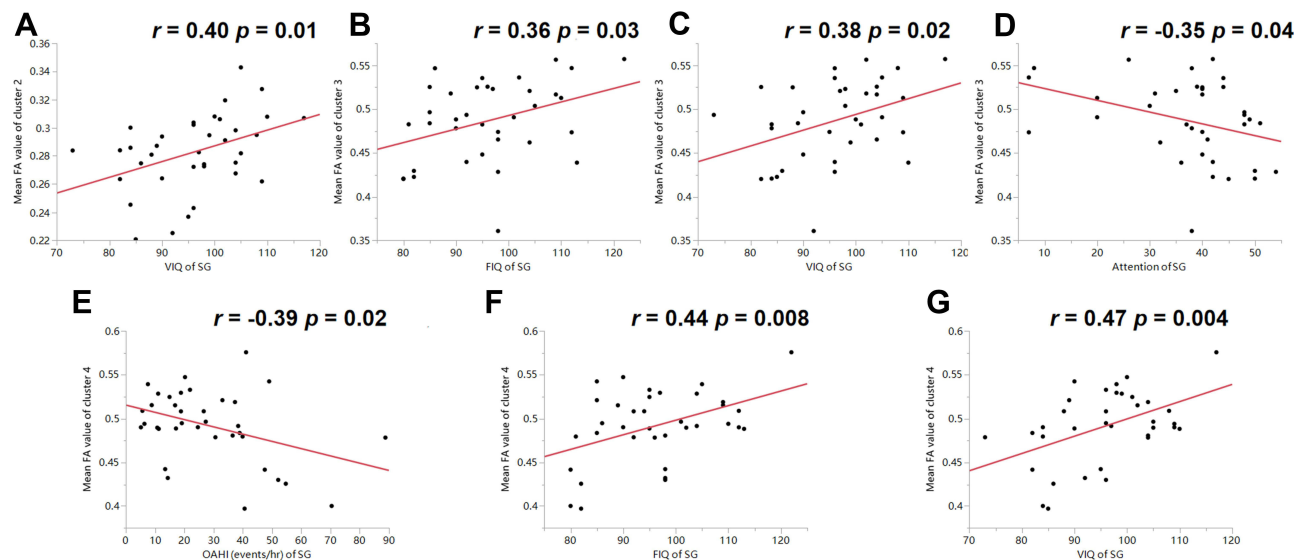 A
r = 0.40 p = 0.01
0.36
0.34
0.32
0.3
0.28
0.26
0.24
0.22
Mean FA value of cluster 2
70 80 90 100 110 120
VIQ of SG
B
r = 0.36 p = 0.03
0.55
0.5
0.45
0.4
0.35
Mean FA value of cluster 3
80 90 100 110 120
FIQ of SG
C
r = 0.38 p = 0.02
0.55
0.5
0.45
0.4
0.35
Mean FA value of cluster 3
70 80 90 100 110 120
VIQ of SG
D
r = -0.35 p = 0.04
0.55
0.5
0.45
0.4
0.35
Mean FA value of cluster 3
10 20 30 40 50
Attention of SG
E
r = -0.39 p = 0.02
0.6
0.55
0.5
0.45
0.4
Mean FA value of cluster 4
0 10 20 30 40 50 60 70 80 90
OAHI (events/hr) of SG
F
r = 0.44 p = 0.008
0.6
0.55
0.5
0.45
0.4
Mean FA value of cluster 4
80 90 100 110 120
FIQ of SG
G
r = 0.47 p = 0.004
0.6
0.55
0.5
0.45
0.4
Mean FA value of cluster 4
70 80 90 100 110 120
VIQ of SG